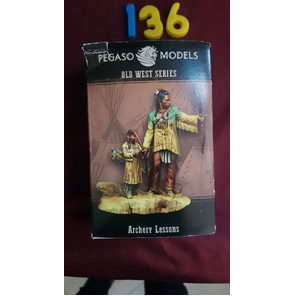 136
PEGASO MODELS
OLD WEST SERIES
Archery Lessons